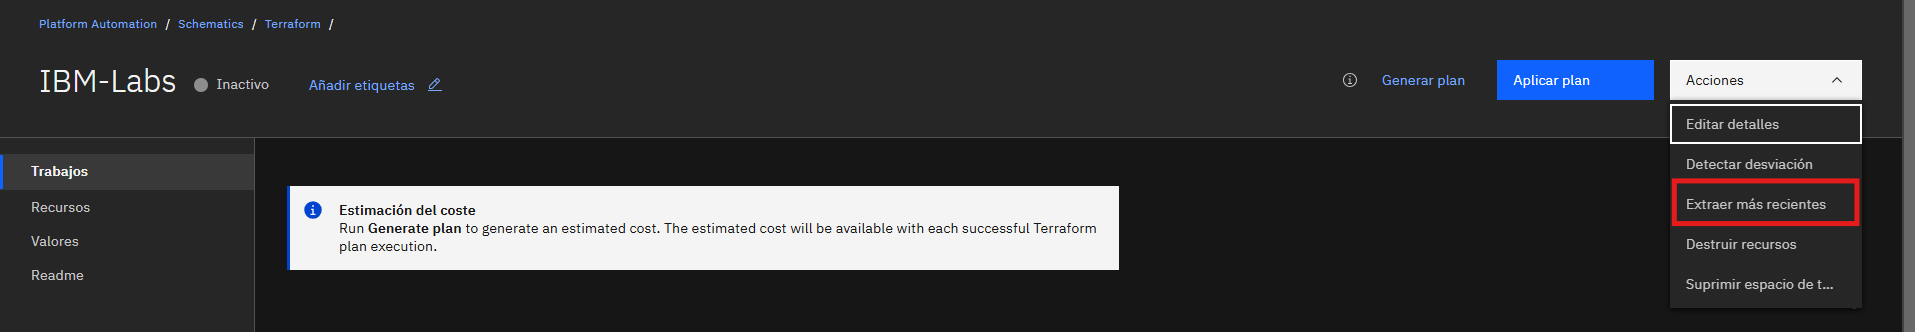 Platform Automation / Schematics / Terraform /
IBM-Labs Inactivo Añadir etiquetas Generar plan Aplicar plan Acciones
Editar detalles
Detectar desviación
Extraer más recientes
Destruir recursos
Suprimir espacio de t...
Trabajos
Recursos
Valores
Readme
Estimación del coste
Run Generate plan to generate an estimated cost. The estimated cost will be available with each successful Terraform
plan execution.